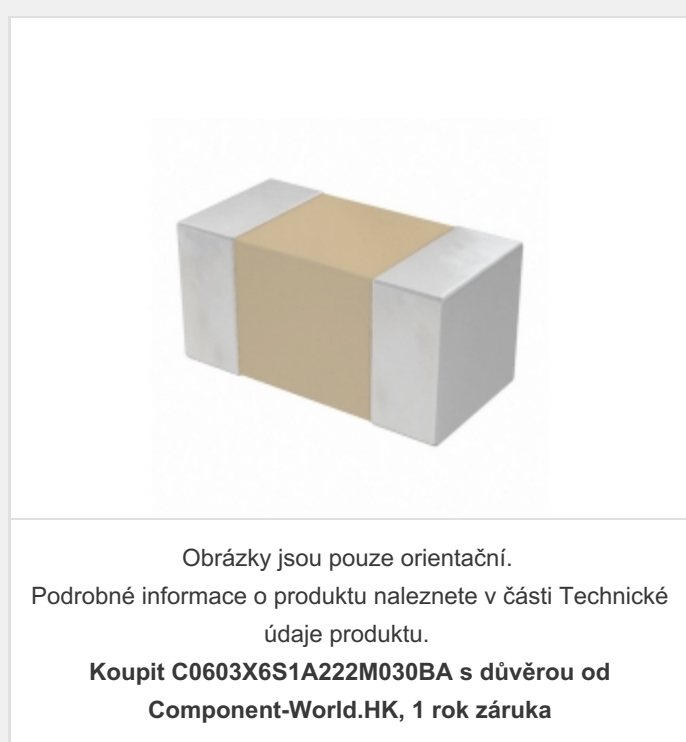 Obrázky jsou pouze orientační.
Podrobné informace o produktu naleznete v části Technické
údaje produktu.
Koupit C0603X6S1A222M030BA s důvěrou od
Component-World.HK, 1 rok záruka